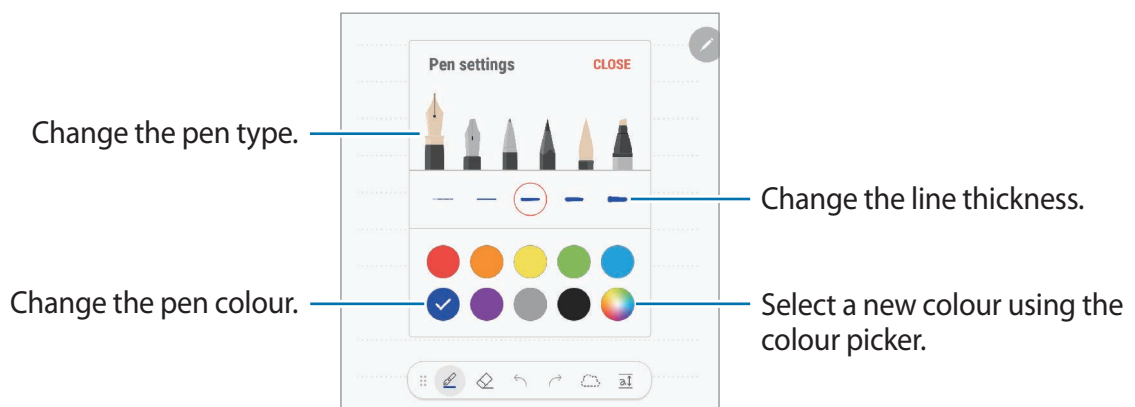 Pen settings
CLOSE
Change the pen type.
Change the line thickness.
Change the pen colour.
Select a new colour using the
colour picker.
a